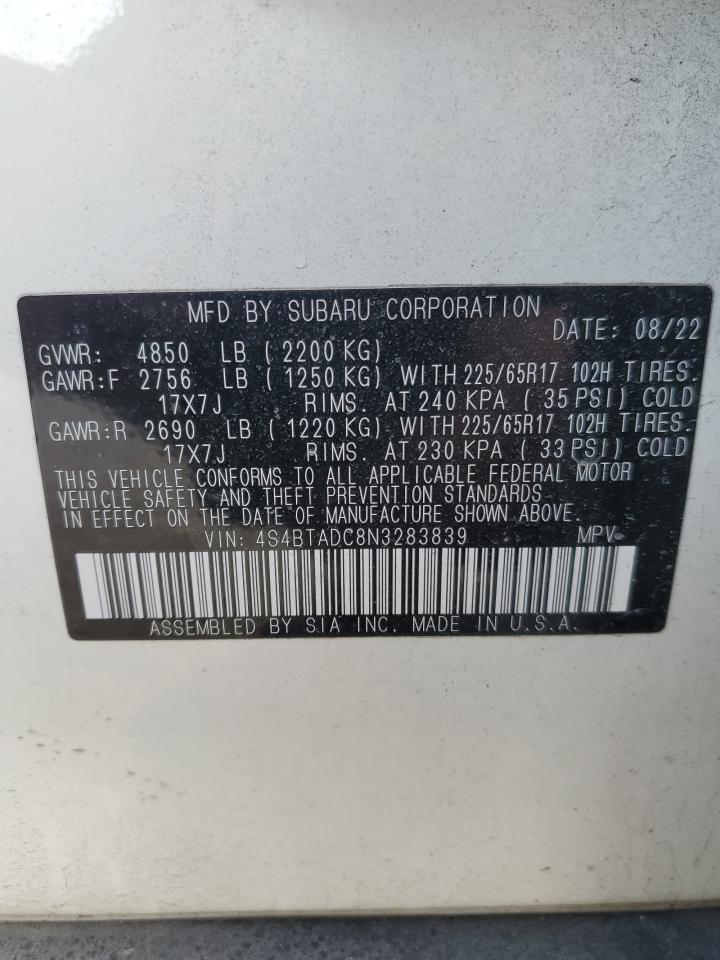 MFD BY SUBARU CORPORATION
DATE: 08/22
GVWR: 4850 LB ( 2200 KG)
GAWR:F 2756 LB ( 1250 KG) WITH 225/65R17 102H TIRES.
17X7J RIMS. AT 240 KPA ( 35 PSI) COLD
GAWR:R 2690 LB ( 1220 KG) WITH 225/65R17 102H TIRES.
17X7J RIMS. AT 230 KPA ( 33 PSI) COLD
THIS VEHICLE CONFORMS TO ALL APPLICABLE FEDERAL MOTOR
VEHICLE SAFETY AND THEFT PREVENTION STANDARDS
IN EFFECT ON THE DATE OF MANUFACTURE SHOWN ABOVE.
VIN: 4S4BTADC8N3283839 MPV
ASSEMBLED BY SIA INC. MADE IN U.S.A.